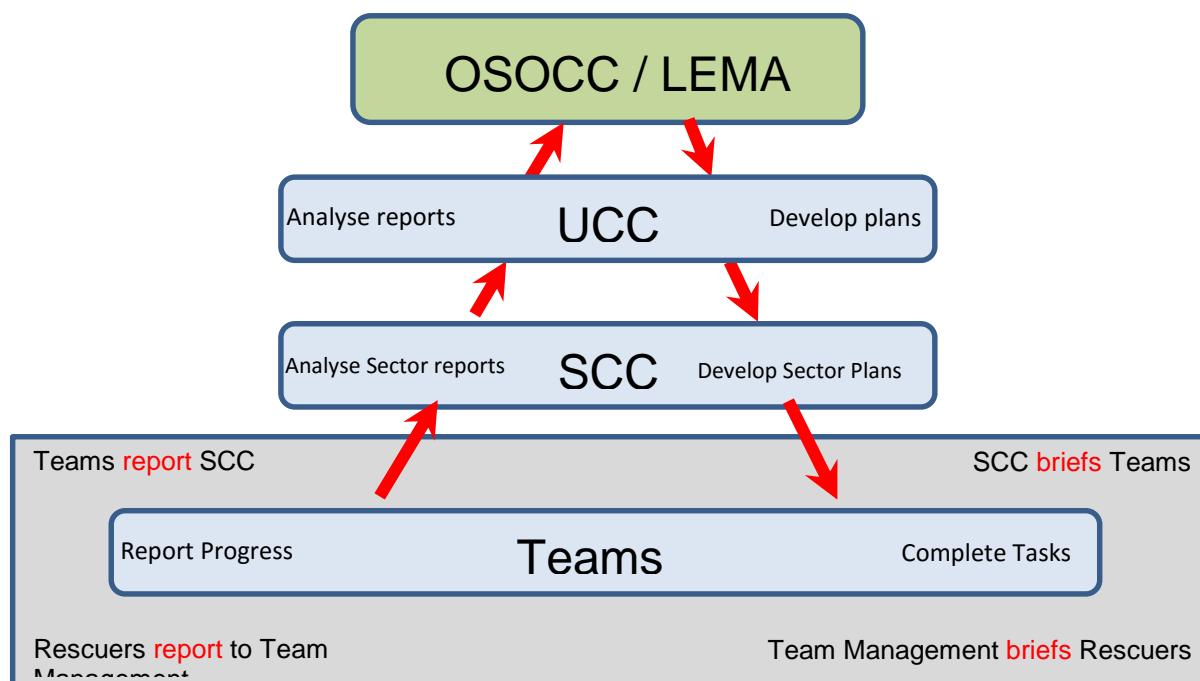 OSOCC / LEMA
Analyse reports
UCC
Develop plans
Analyse Sector reports
SCC
Develop Sector Plans
Teams report SCC
SCC briefs Teams
Report Progress
Teams
Complete Tasks
Rescuers report to Team
Management
Team Management briefs Rescuers